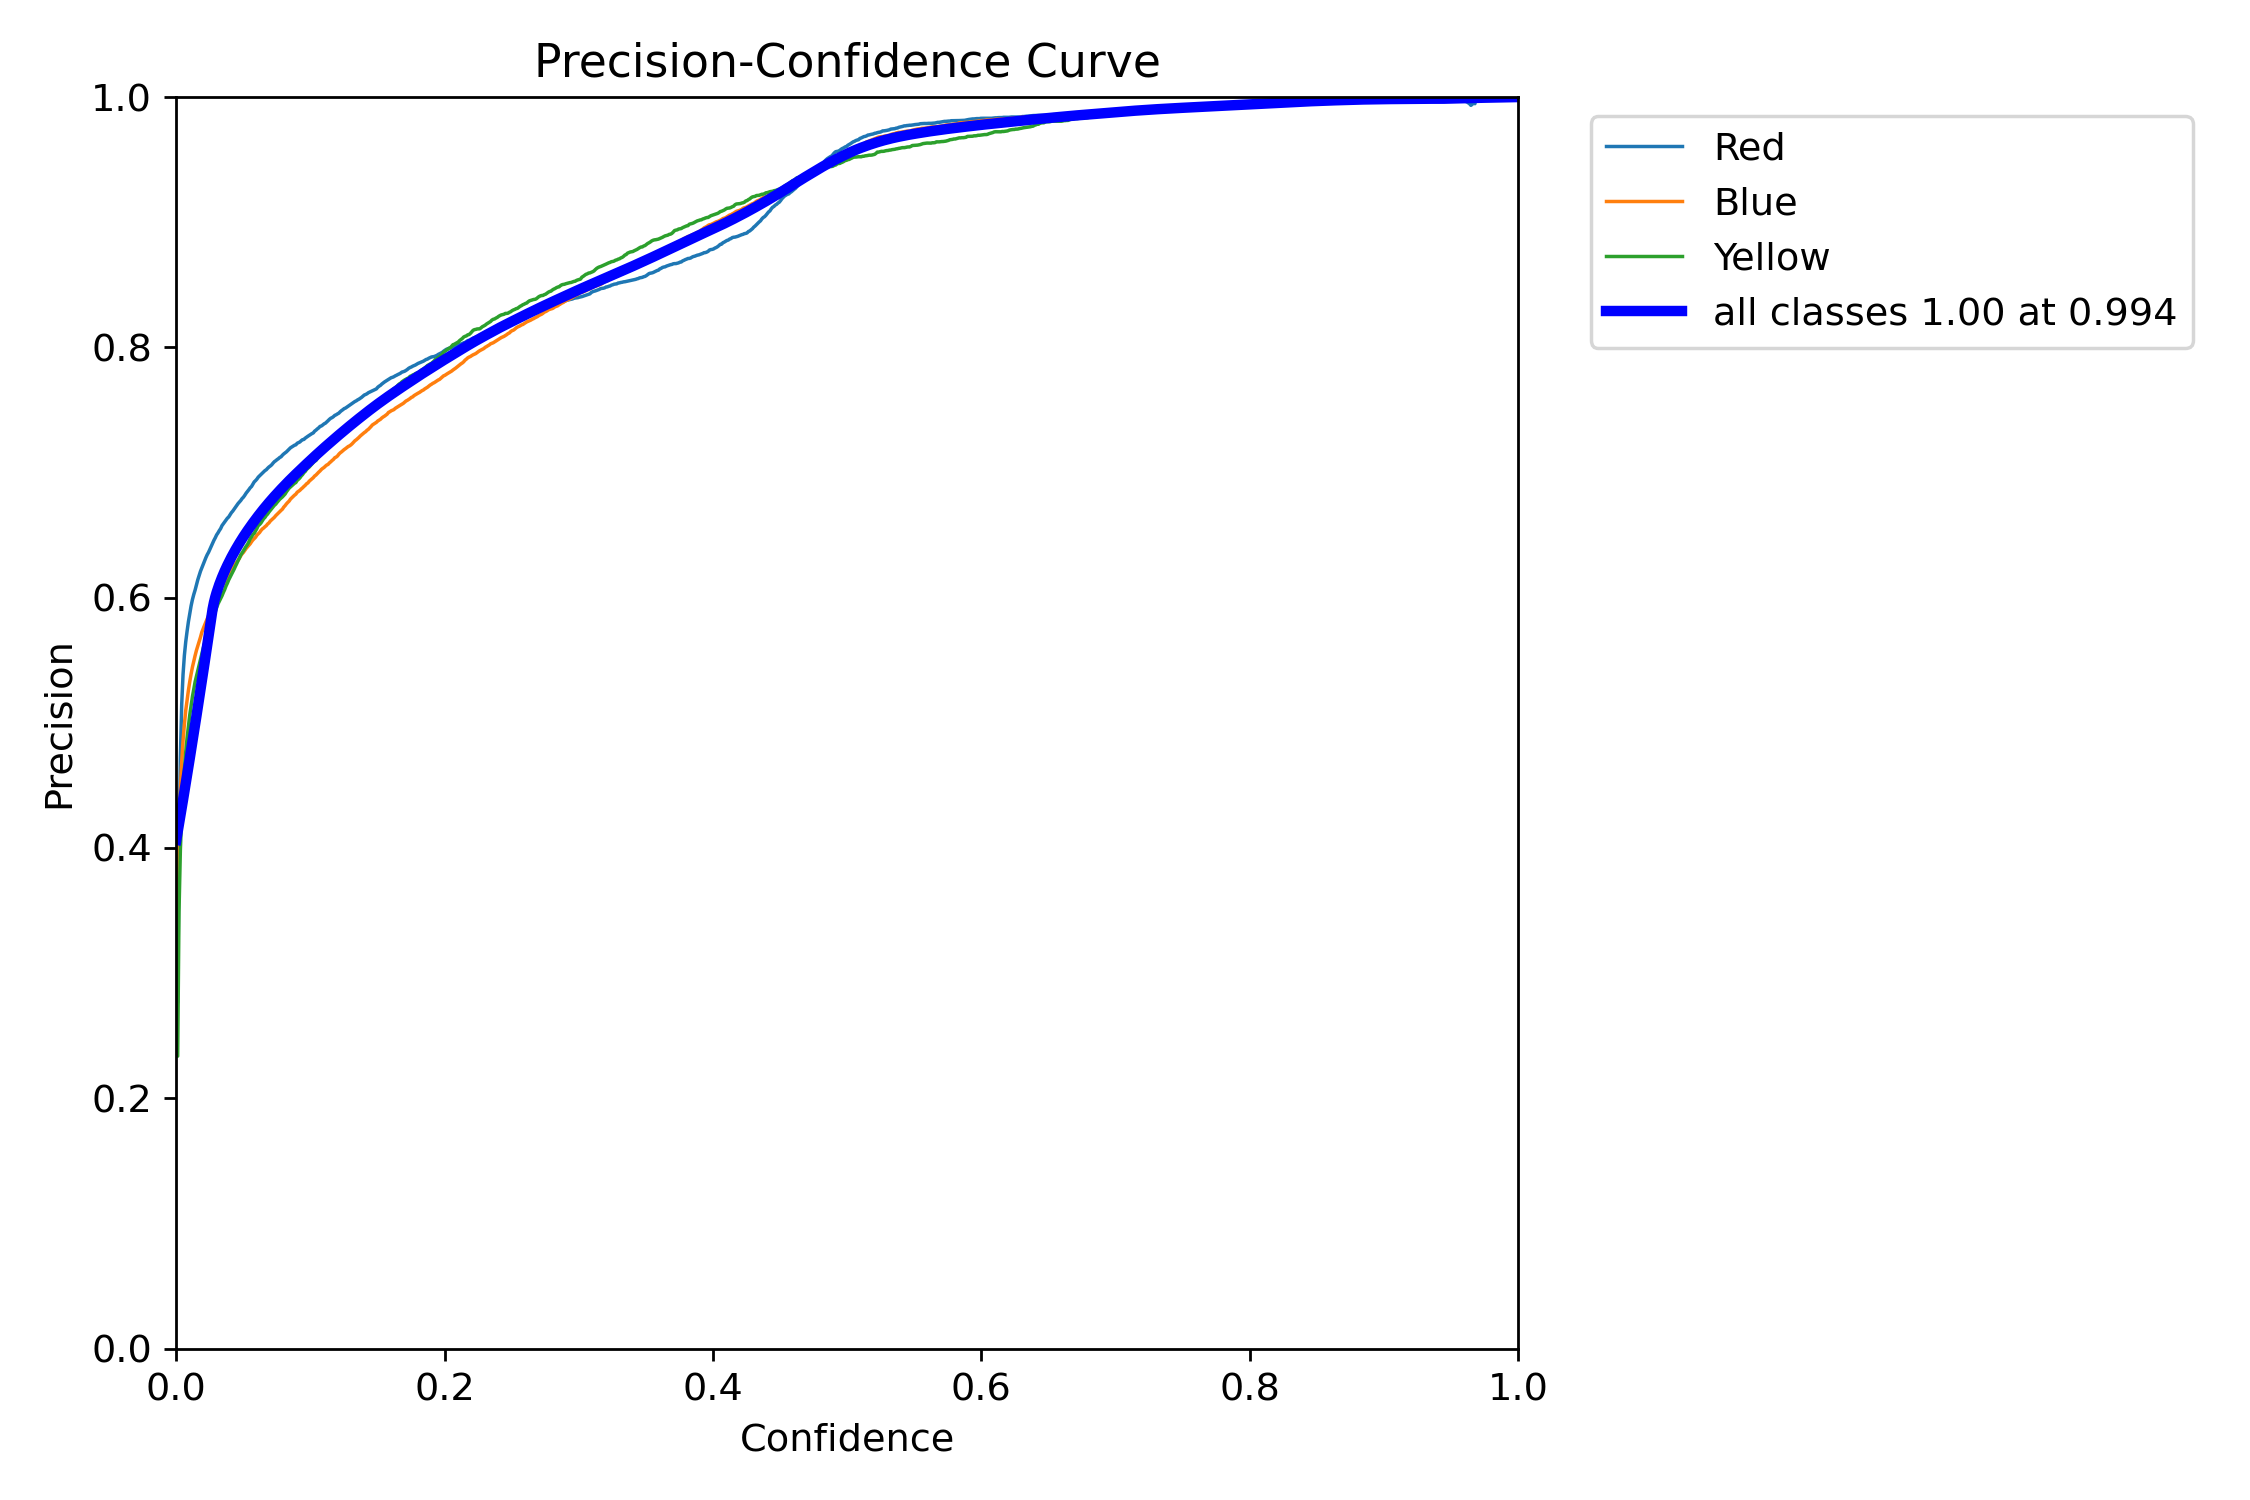 Precision-Confidence Curve
1.0
0.8
0.6
0.4
0.2
0.0
Precision
0.0 0.2 0.4 0.6 0.8 1.0
Confidence
Red
Blue
Yellow
all classes 1.00 at 0.994